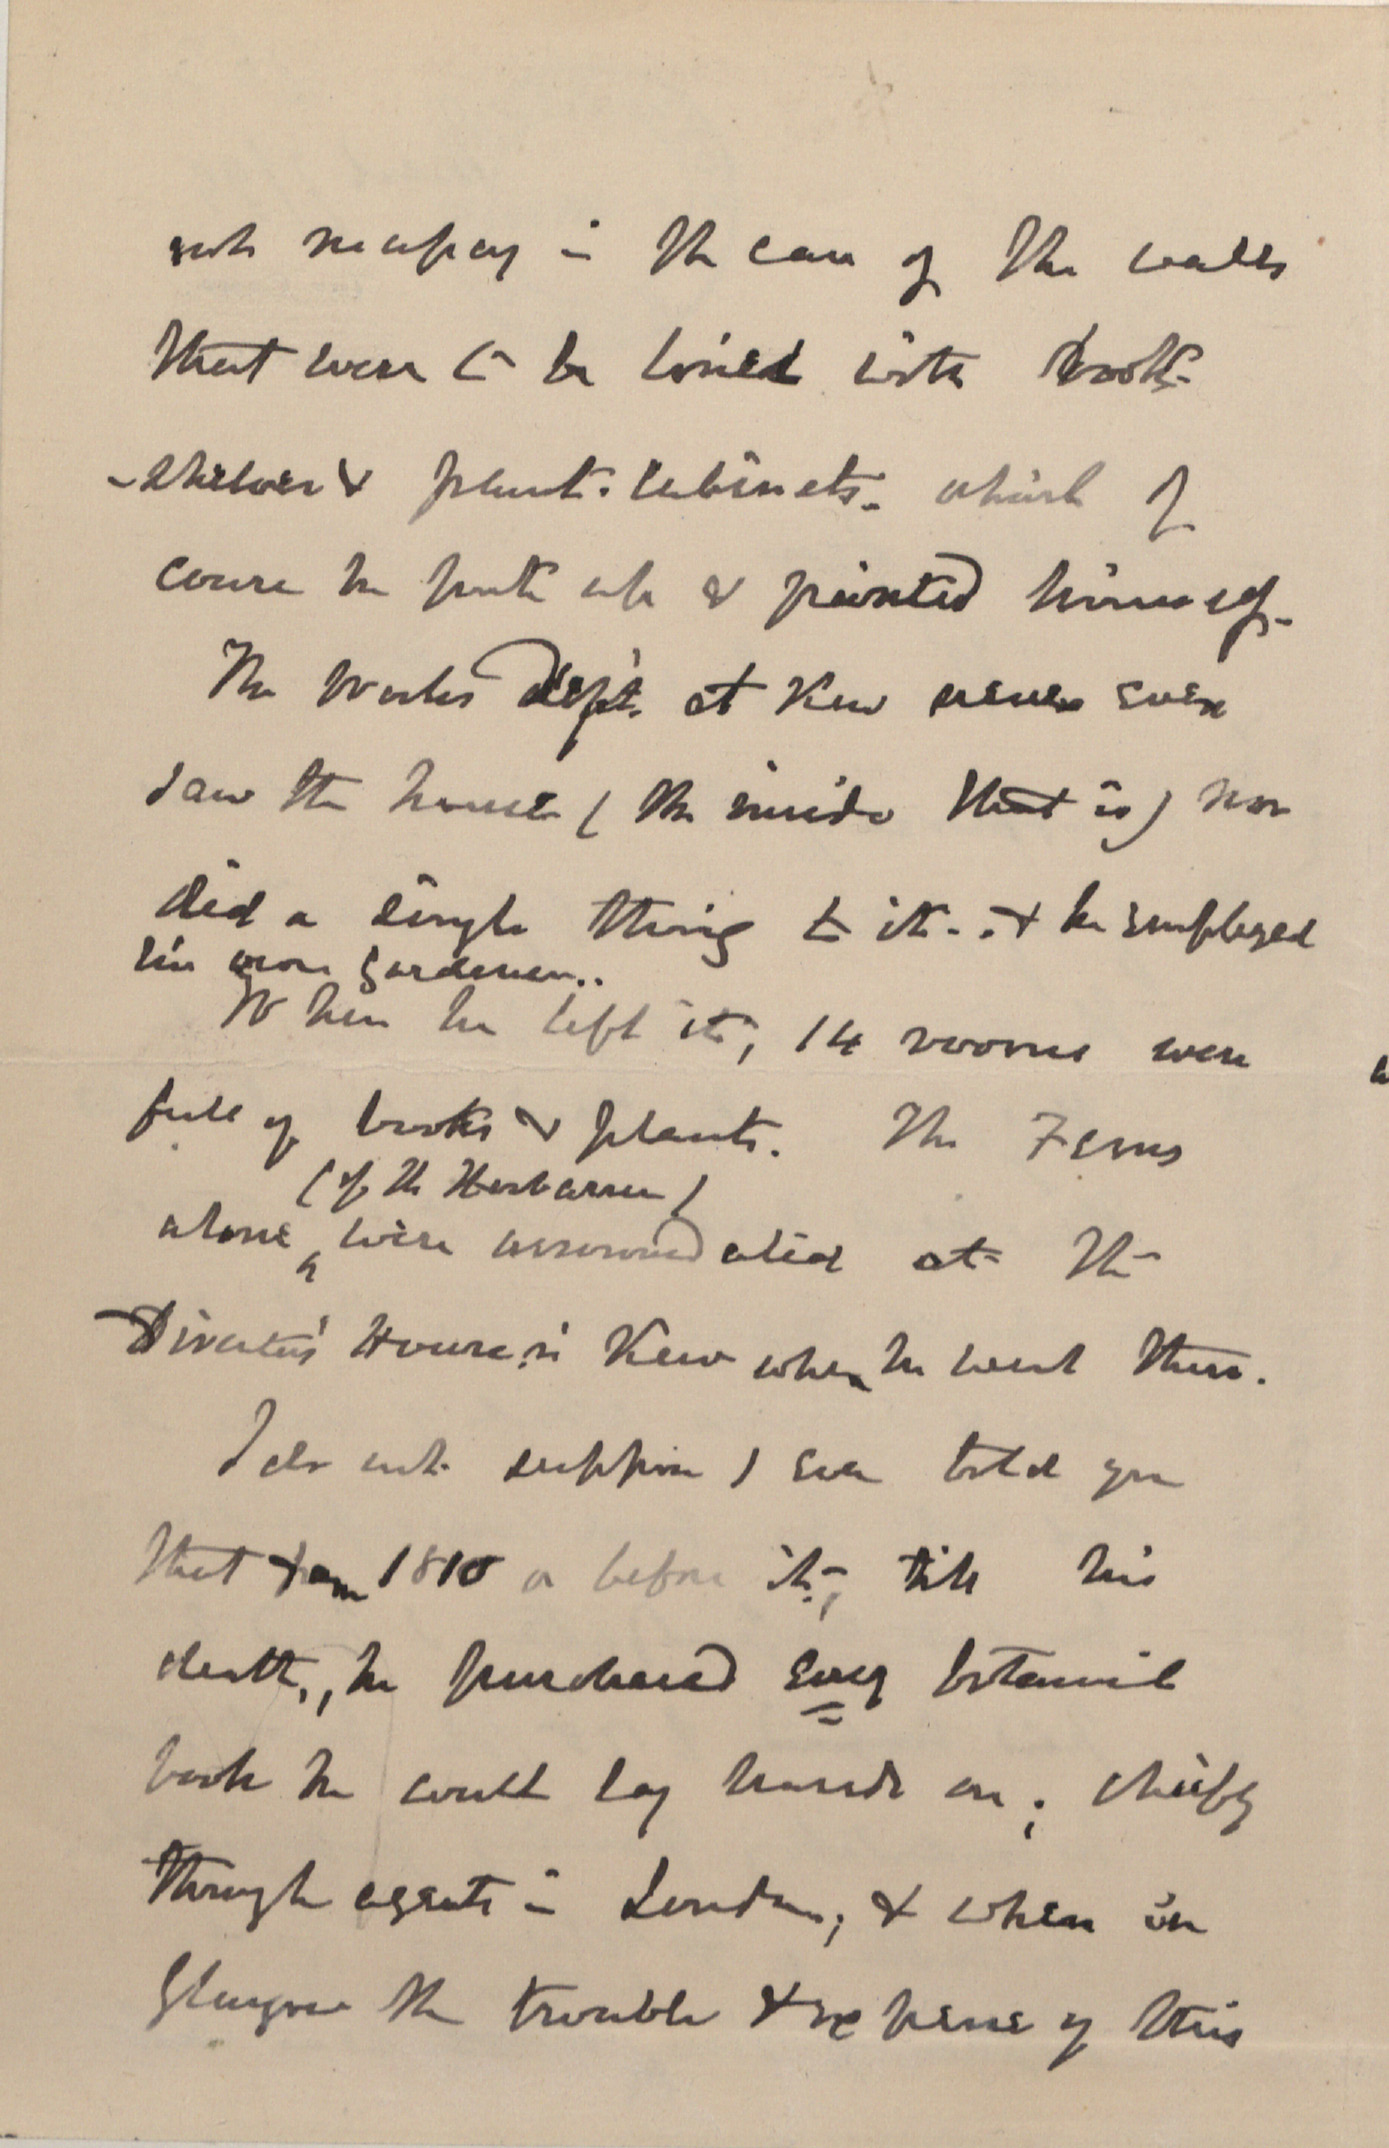 not necessary in the case of the walls
that were to be lined with book-
-shelves & plant-cabinets. which of
course he put up & painted himself.
The Works Dept. at Kew never even
saw the house (the inside that is) nor
did a single thing to it. & he employed
his own gardener..
When he left it, 14 rooms were
full of books & plants. The Ferns
(of the Herbarium)
alone were accommodated at the
Director's House in Kew when he went there.
I do not suppose I ever told you
that from 1810 or before it, till his
death, he purchased every botanical
book he could lay hands on; chiefly
through agents in London; & when in
Glasgow the trouble & expense of this